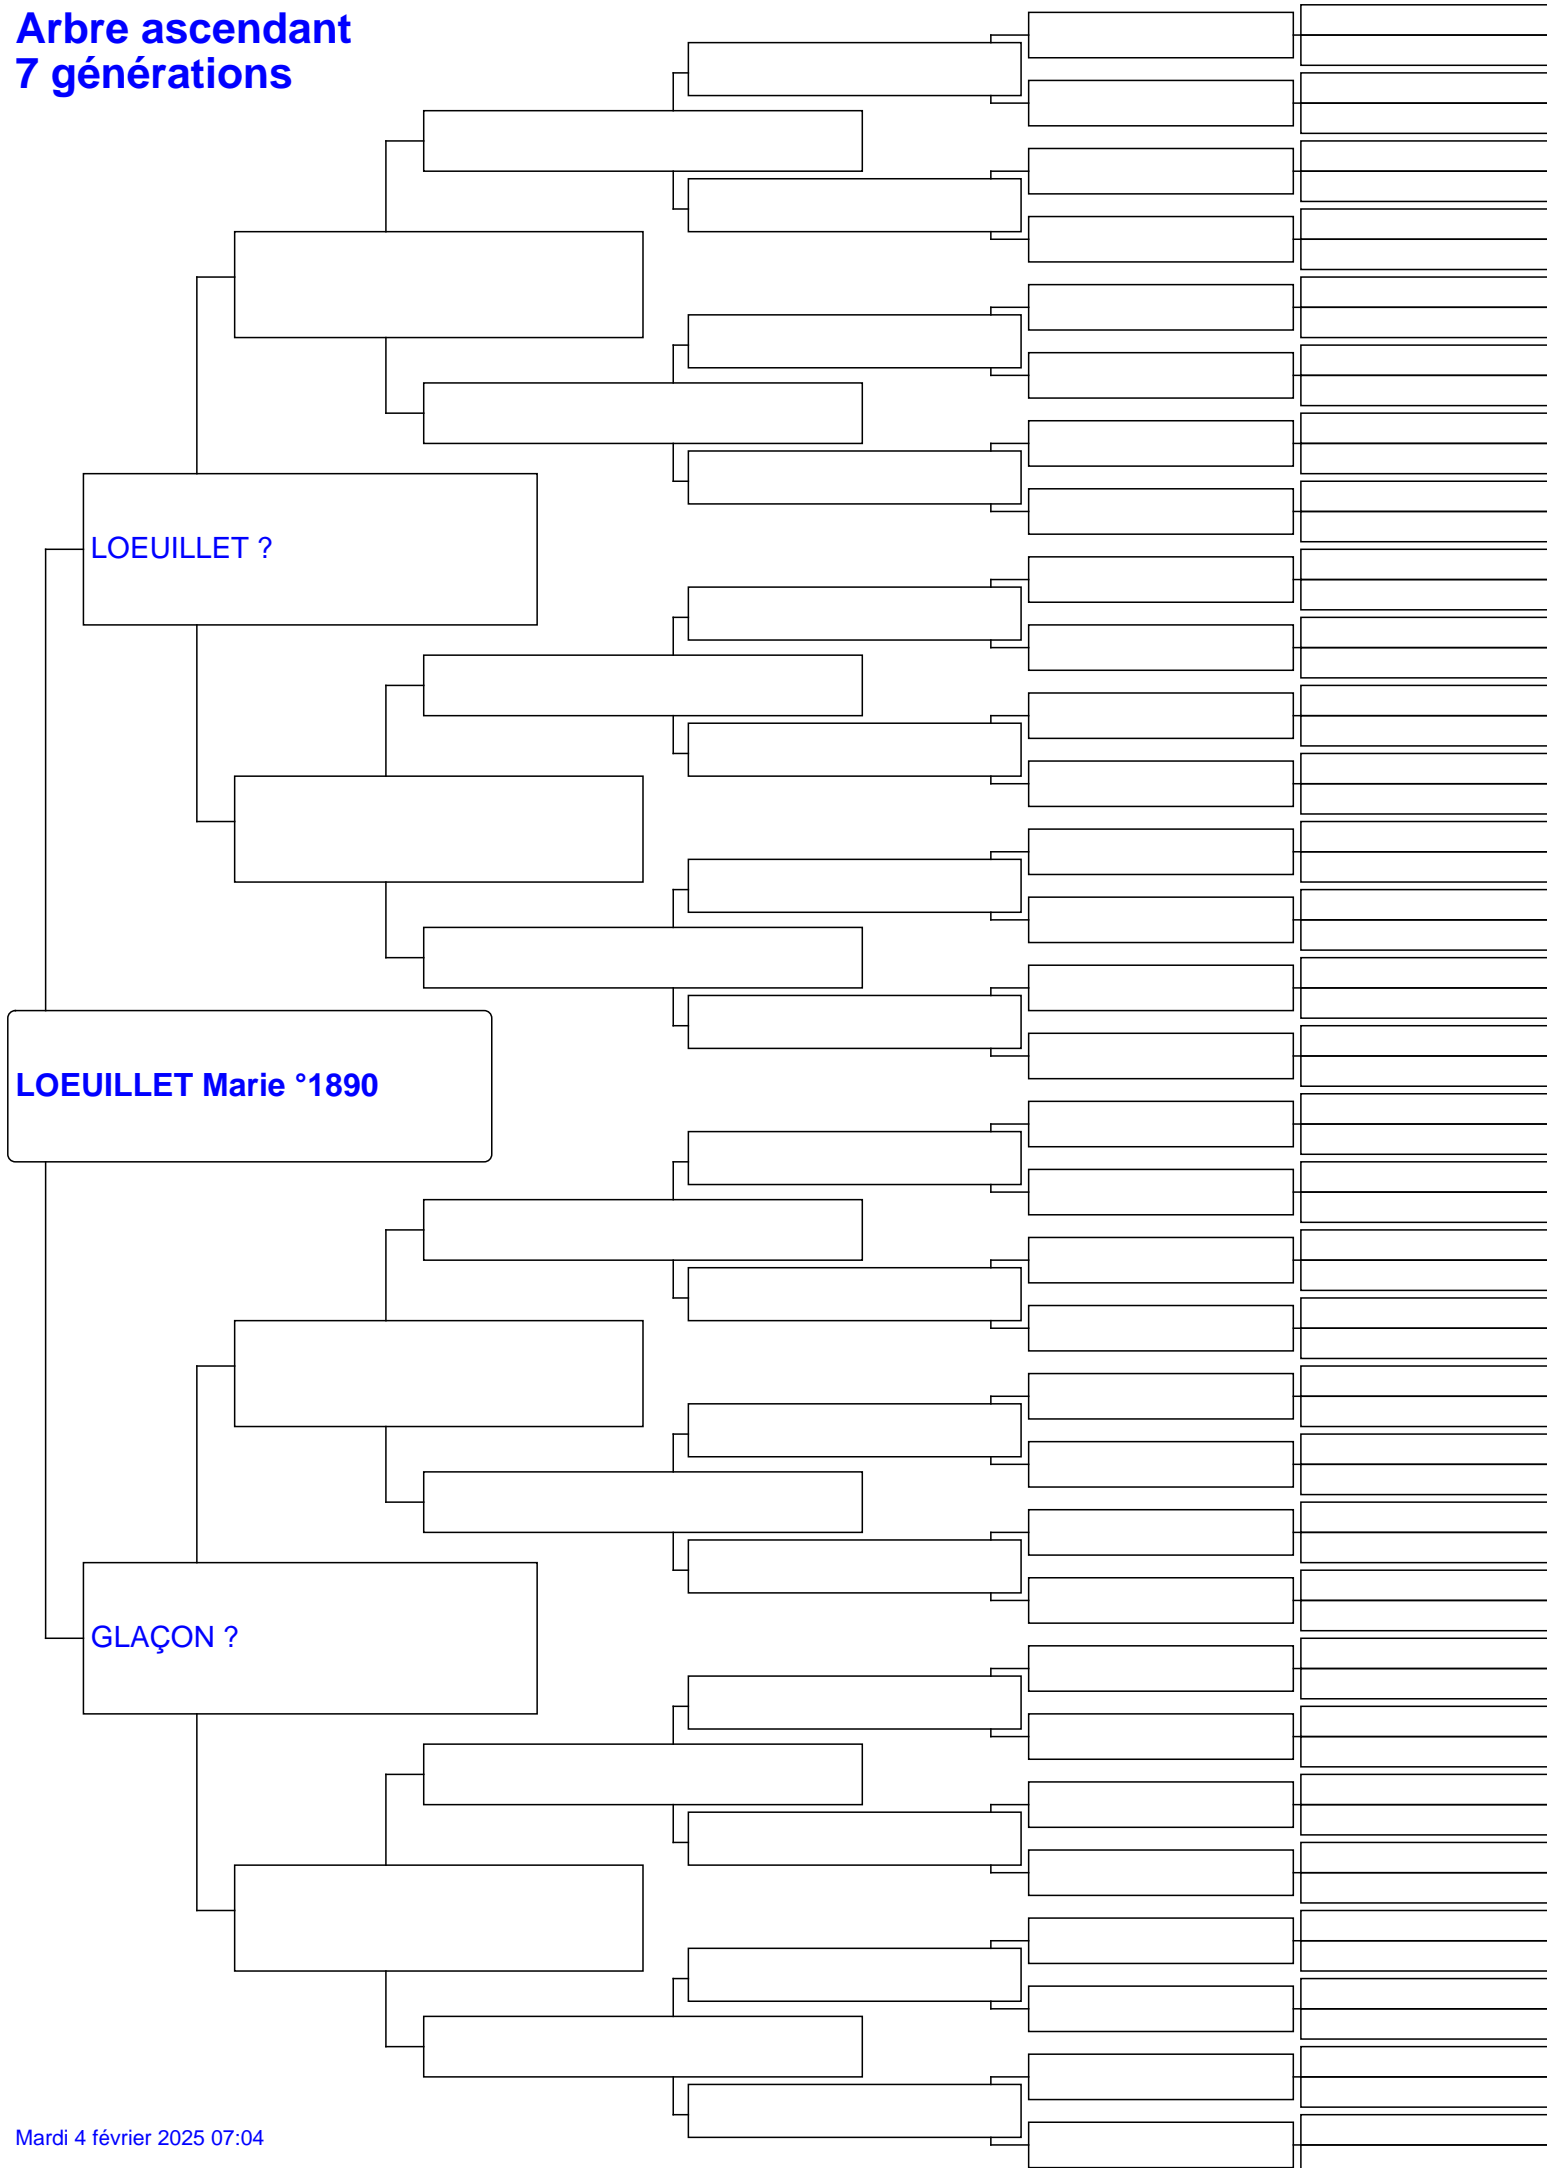 Arbre ascendant
7 générations
LOEUILLET ?
LOEUILLET Marie °1890
GLAÇON ?
Mardi 4 février 2025 07:04